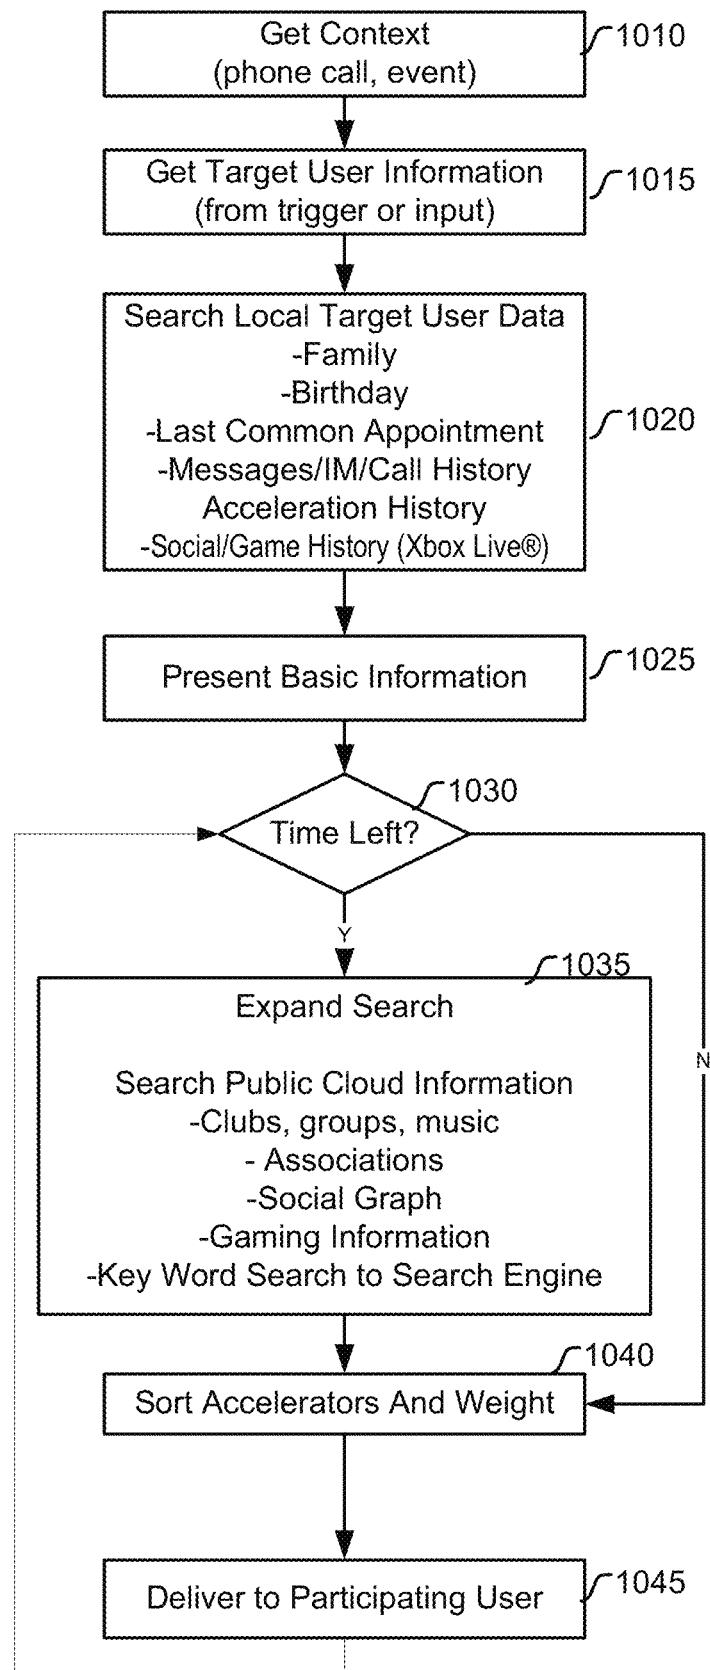 Get Context
(phone call, event)
1010
Get Target User Information
(from trigger or input)
1015
Search Local Target User Data
-Family
-Birthday
-Last Common Appointment
-Messages/IM/Call History
Acceleration History
-Social/Game History (Xbox Live®)
1020
Present Basic Information
1025
1030
Time Left?
Y
N
1035
Expand Search
Search Public Cloud Information
-Clubs, groups, music
- Associations
-Social Graph
-Gaming Information
-Key Word Search to Search Engine
1040
Sort Accelerators And Weight
Deliver to Participating User
1045